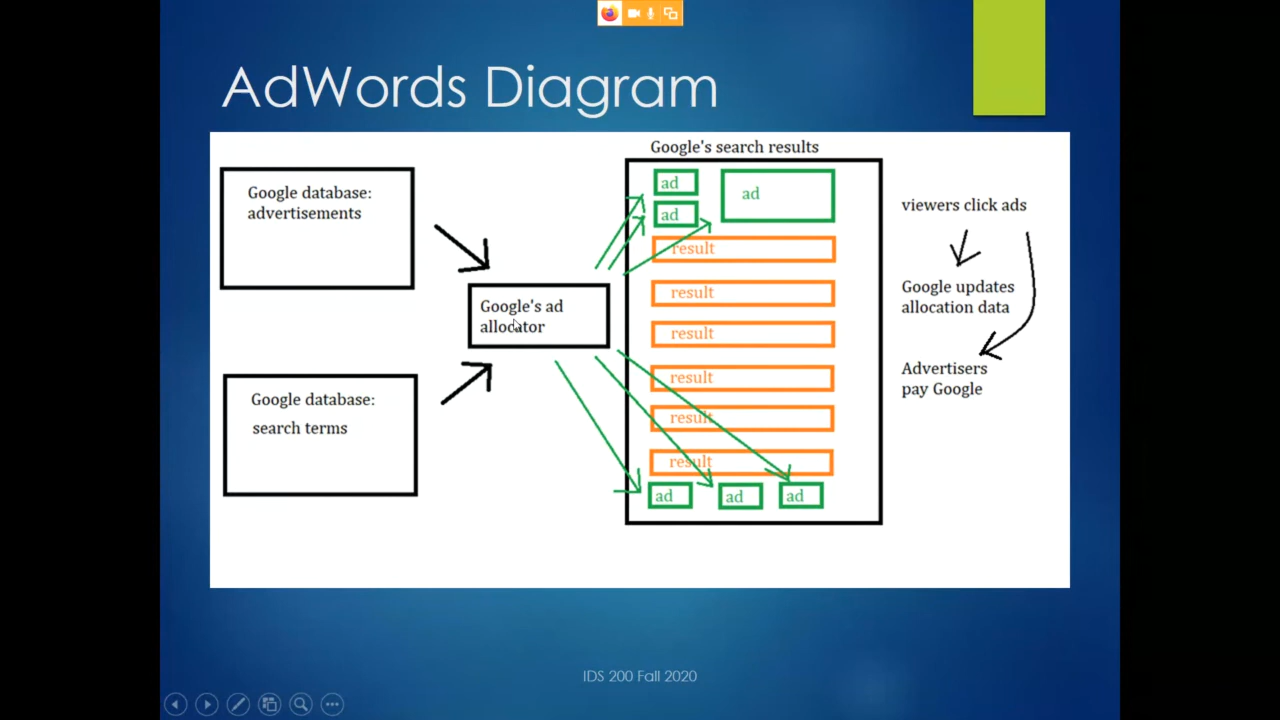 AdWords Diagram
Google database:
advertisements
Google database:
search terms
Google's ad
allocator
Google's search results
ad
ad
ad
result
result
result
result
result
result
ad
ad
ad
viewers click ads
Google updates
allocation data
Advertisers
pay Google
IDS 200 Fall 2020